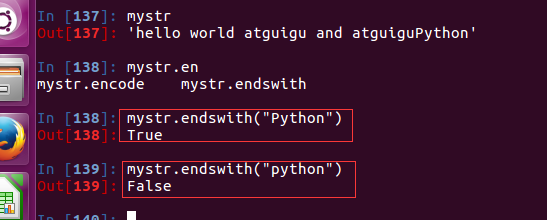 In [137]: mystr
Out[137]: 'hello world atguigu and atguiguPython'
In [138]: mystr.en
mystr.encode    mystr.endswith
In [138]: mystr.endswith("Python")
Out[138]: True
In [139]: mystr.endswith("python")
Out[139]: False
In [140]: